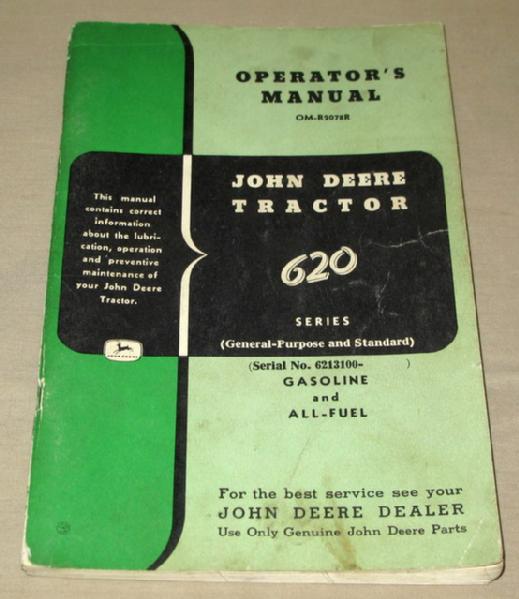 OPERATOR'S
MANUAL
OM-R2078R
This manual
contains correct
information
about the lubri-
cation, operation
and preventive
maintenance of
your John Deere
Tractor.
JOHN DEERE
TRACTOR
620
SERIES
(General-Purpose and Standard)
(Serial No. 6213100- )
GASOLINE
and
ALL-FUEL
For the best service see your
JOHN DEERE DEALER
Use Only Genuine John Deere Parts